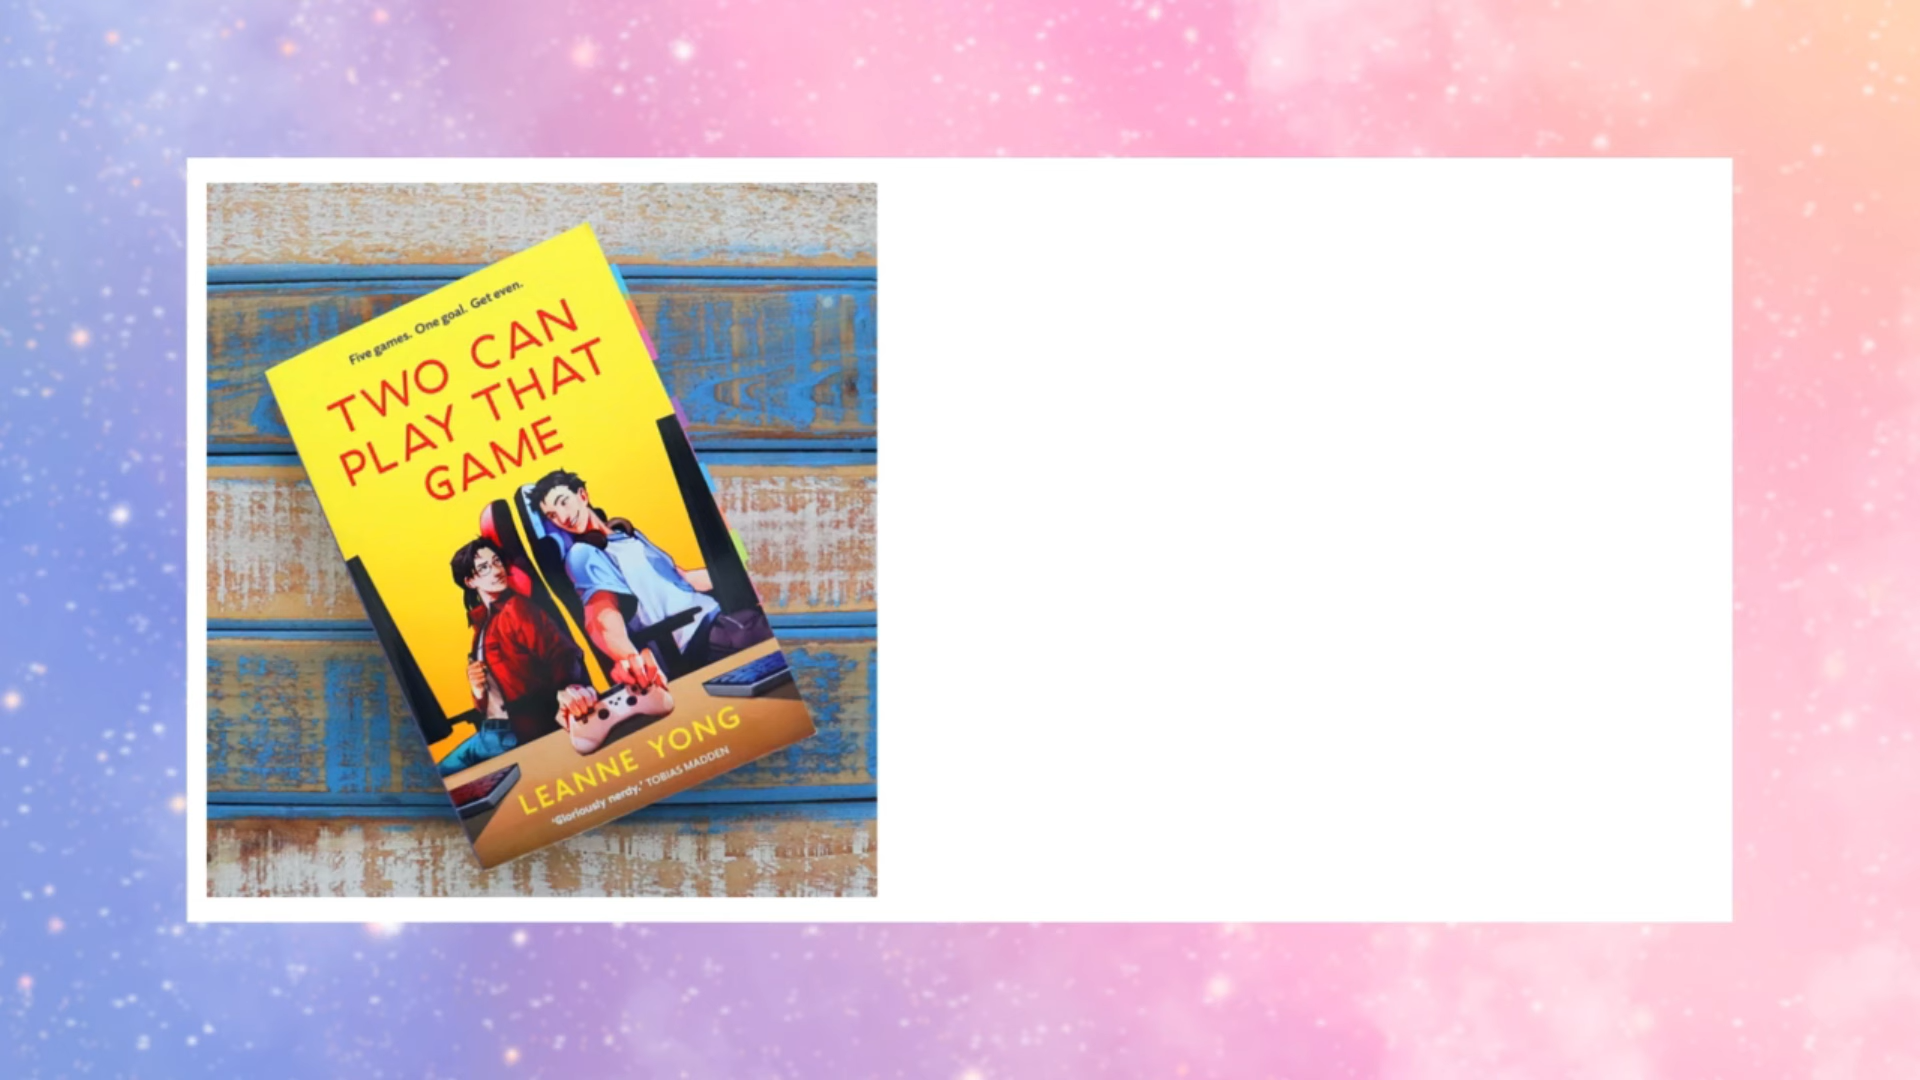 Five games. One goal. Get even.
TWO CAN
PLAY THAT
GAME
LEANNE YONG
'Gloriously nerdy.' TOBIAS MADDEN